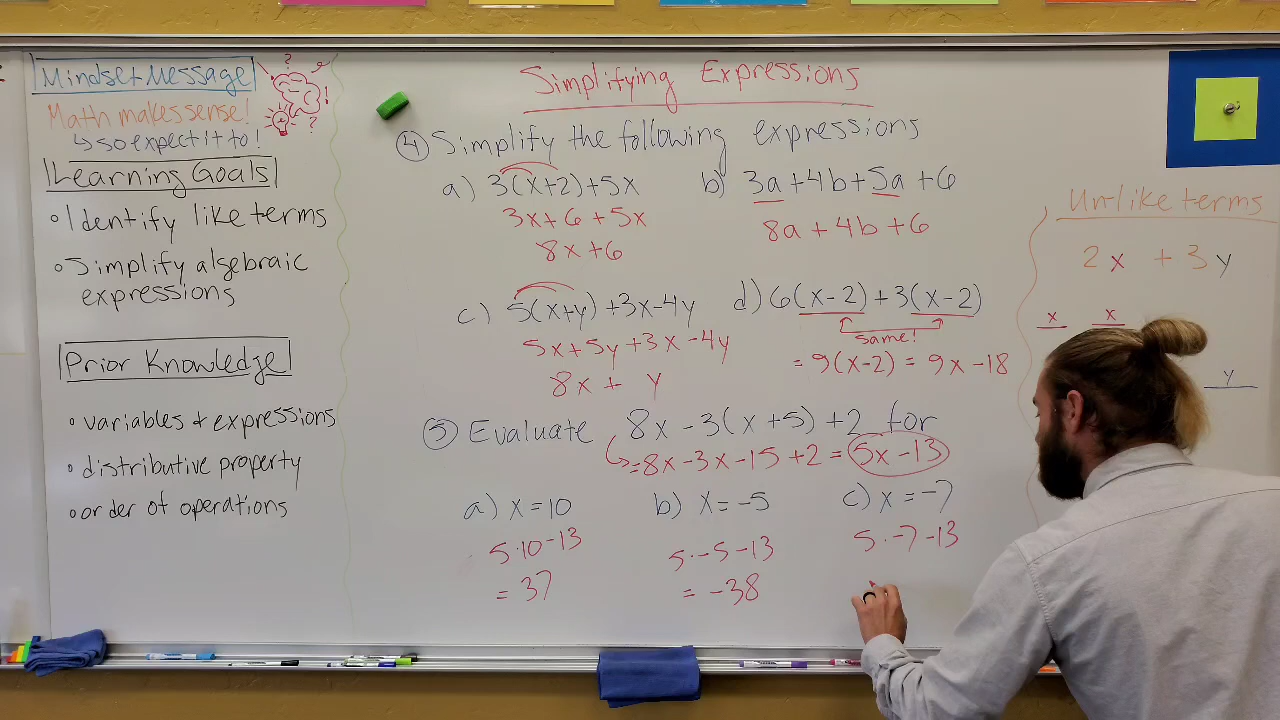 Mindset Message
Math makes sense!
↳ so expect it to!
Learning Goals
• Identify like terms
• Simplify algebraic
expressions
Prior Knowledge
• variables + expressions
• distributive property
• order of operations
Simplifying Expressions
④ Simplify the following expressions
a) 3(x+2)+5x
3x+6+5x
8x+6
b) 3a+4b+5a+6
8a+4b+6
c) 5(x+y)+3x-4y
5x+5y+3x-4y
8x + y
d) 6(x-2)+3(x-2)
same!
= 9(x-2) = 9x-18
⑤ Evaluate 8x-3(x+5)+2 for
=8x-3x-15+2= 5x-13
a) x=10
5·10-13
= 37
b) x=-5
5·-5-13
= -38
c) x=-7
5·-7-13
Unlike terms
2x + 3y
x x
y